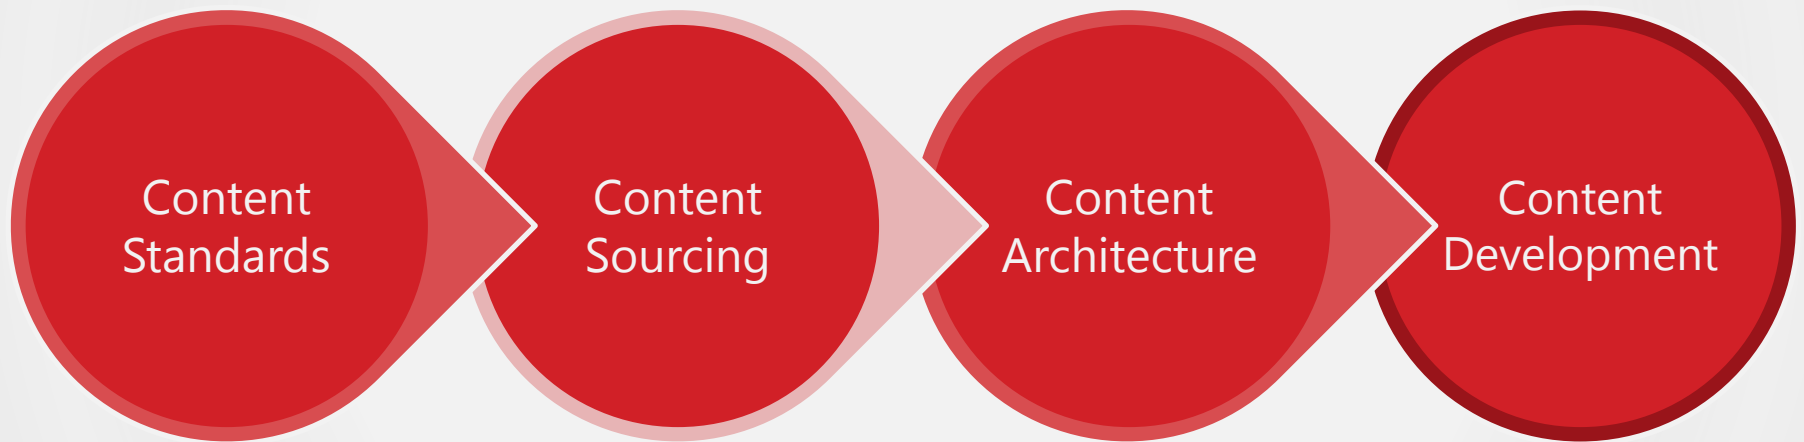 Content
Standards
Content
Sourcing
Content
Architecture
Content
Development